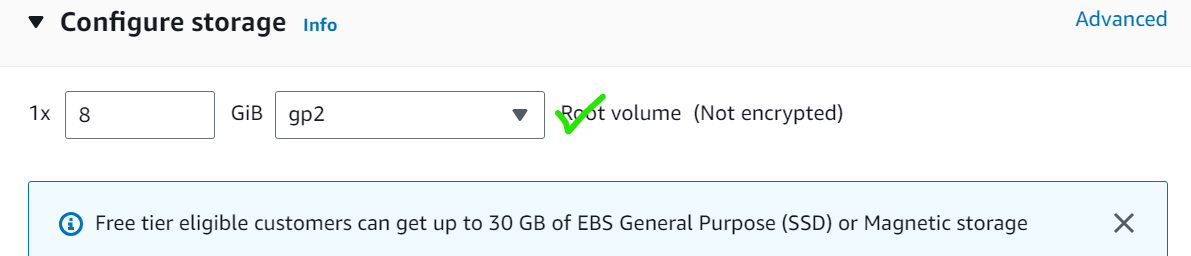 Configure storage Info Advanced
1x 8 GiB gp2 Root volume (Not encrypted)
Free tier eligible customers can get up to 30 GB of EBS General Purpose (SSD) or Magnetic storage